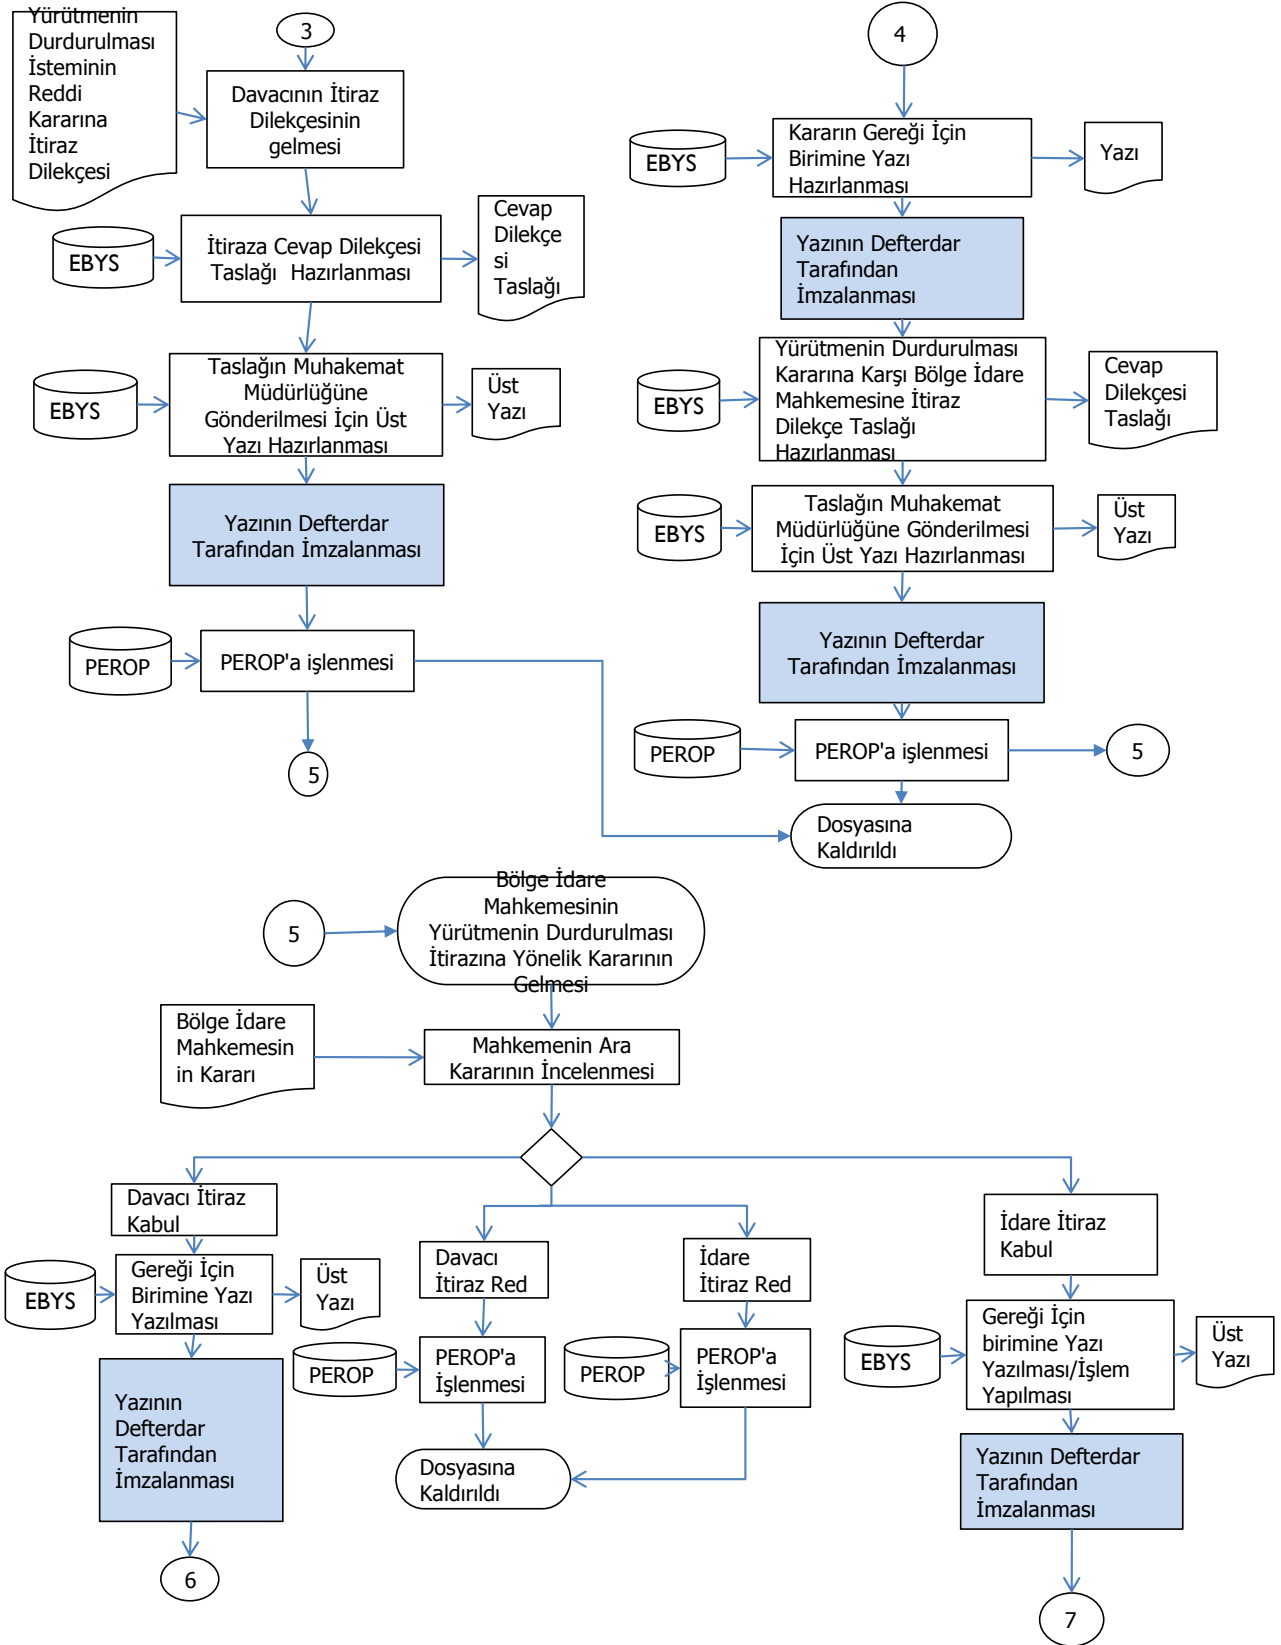 Yürütmenin
Durdurulması
İsteminin
Reddi
Kararına
İtiraz
Dilekçesi
3
Davacının İtiraz
Dilekçesinin
gelmesi
EBYS
İtiraza Cevap Dilekçesi
Taslağı Hazırlanması
Cevap
Dilekçe
si
Taslağı
EBYS
Taslağın Muhakemat
Müdürlüğüne
Gönderilmesi İçin Üst
Yazı Hazırlanması
Üst
Yazı
Yazının Defterdar
Tarafından İmzalanması
PEROP
PEROP'a işlenmesi
5
4
EBYS
Kararın Gereği İçin
Birimine Yazı
Hazırlanması
Yazı
Yazının Defterdar
Tarafından
İmzalanması
EBYS
Yürütmenin Durdurulması
Kararına Karşı Bölge İdare
Mahkemesine İtiraz
Dilekçe Taslağı
Hazırlanması
Cevap
Dilekçesi
Taslağı
EBYS
Taslağın Muhakemat
Müdürlüğüne Gönderilmesi
İçin Üst Yazı Hazırlanması
Üst
Yazı
Yazının Defterdar
Tarafından İmzalanması
PEROP
PEROP'a işlenmesi
5
Dosyasına
Kaldırıldı
5
Bölge İdare
Mahkemesinin
Yürütmenin Durdurulması
İtirazına Yönelik Kararının
Gelmesi
Bölge İdare
Mahkemesin
in Kararı
Mahkemenin Ara
Kararının İncelenmesi
Davacı İtiraz
Kabul
EBYS
Gereği İçin
Birimine Yazı
Yazılması
Üst
Yazı
Yazının
Defterdar
Tarafından
İmzalanması
6
Davacı
İtiraz Red
PEROP
PEROP'a
İşlenmesi
Dosyasına
Kaldırıldı
İdare
İtiraz Red
PEROP
PEROP'a
İşlenmesi
İdare İtiraz
Kabul
EBYS
Gereği İçin
birimine Yazı
Yazılması/İşlem
Yapılması
Üst
Yazı
Yazının Defterdar
Tarafından
İmzalanması
7